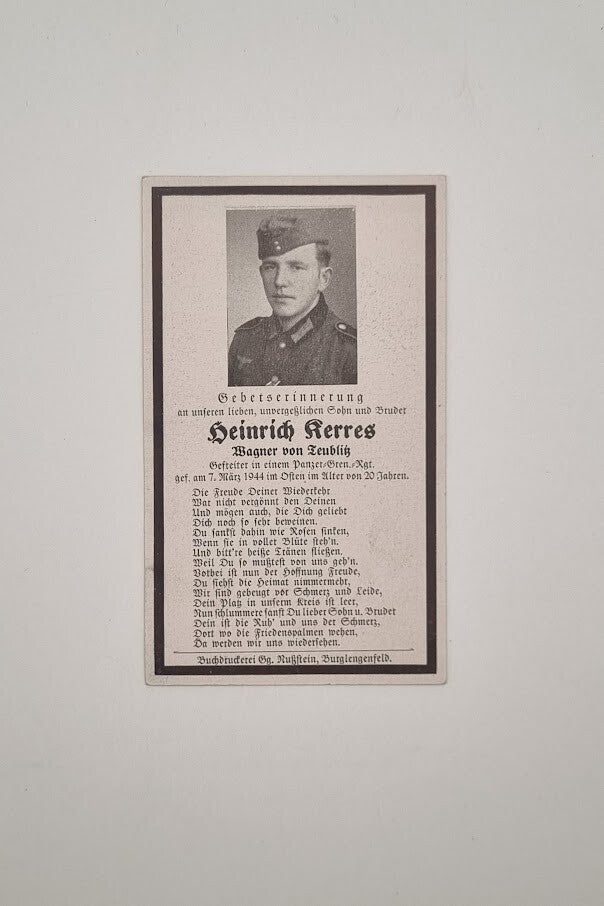 Gebetserinnerung
an unseren lieben, unvergeßlichen Sohn und Bruder
Heinrich Kerres
Wagner von Teublitz
Gefreiter in einem Panzer-Gren.-Rgt.
gef. am 7. März 1944 im Osten im Alter von 20 Jahren.
Die Freude Deiner Wiederkehr
War nicht vergönnt den Deinen
Und mögen auch, die Dich geliebt
Dich noch so sehr beweinen.
Du sankst dahin wie Rosen sinken,
Wenn sie in voller Blüte steh'n.
Und bitt're heiße Tränen fließen.
Weil Du so mußtest von uns geh'n.
Vorbei ist nun der Hoffnung Freude,
Du siehst die Heimat nimmermehr,
Wir sind gebeugt vor Schmerz und Leide,
Dein Platz in unserm Kreis ist leer,
Nun schlummere sanft Du lieber Sohn u. Bruder
Dein ist die Ruh' und uns der Schmerz,
Dort wo die Friedenspalmen wehen,
Da werden wir uns wiedersehen.
Buchdruckerei Gg. Nußstein, Burglengenfeld.